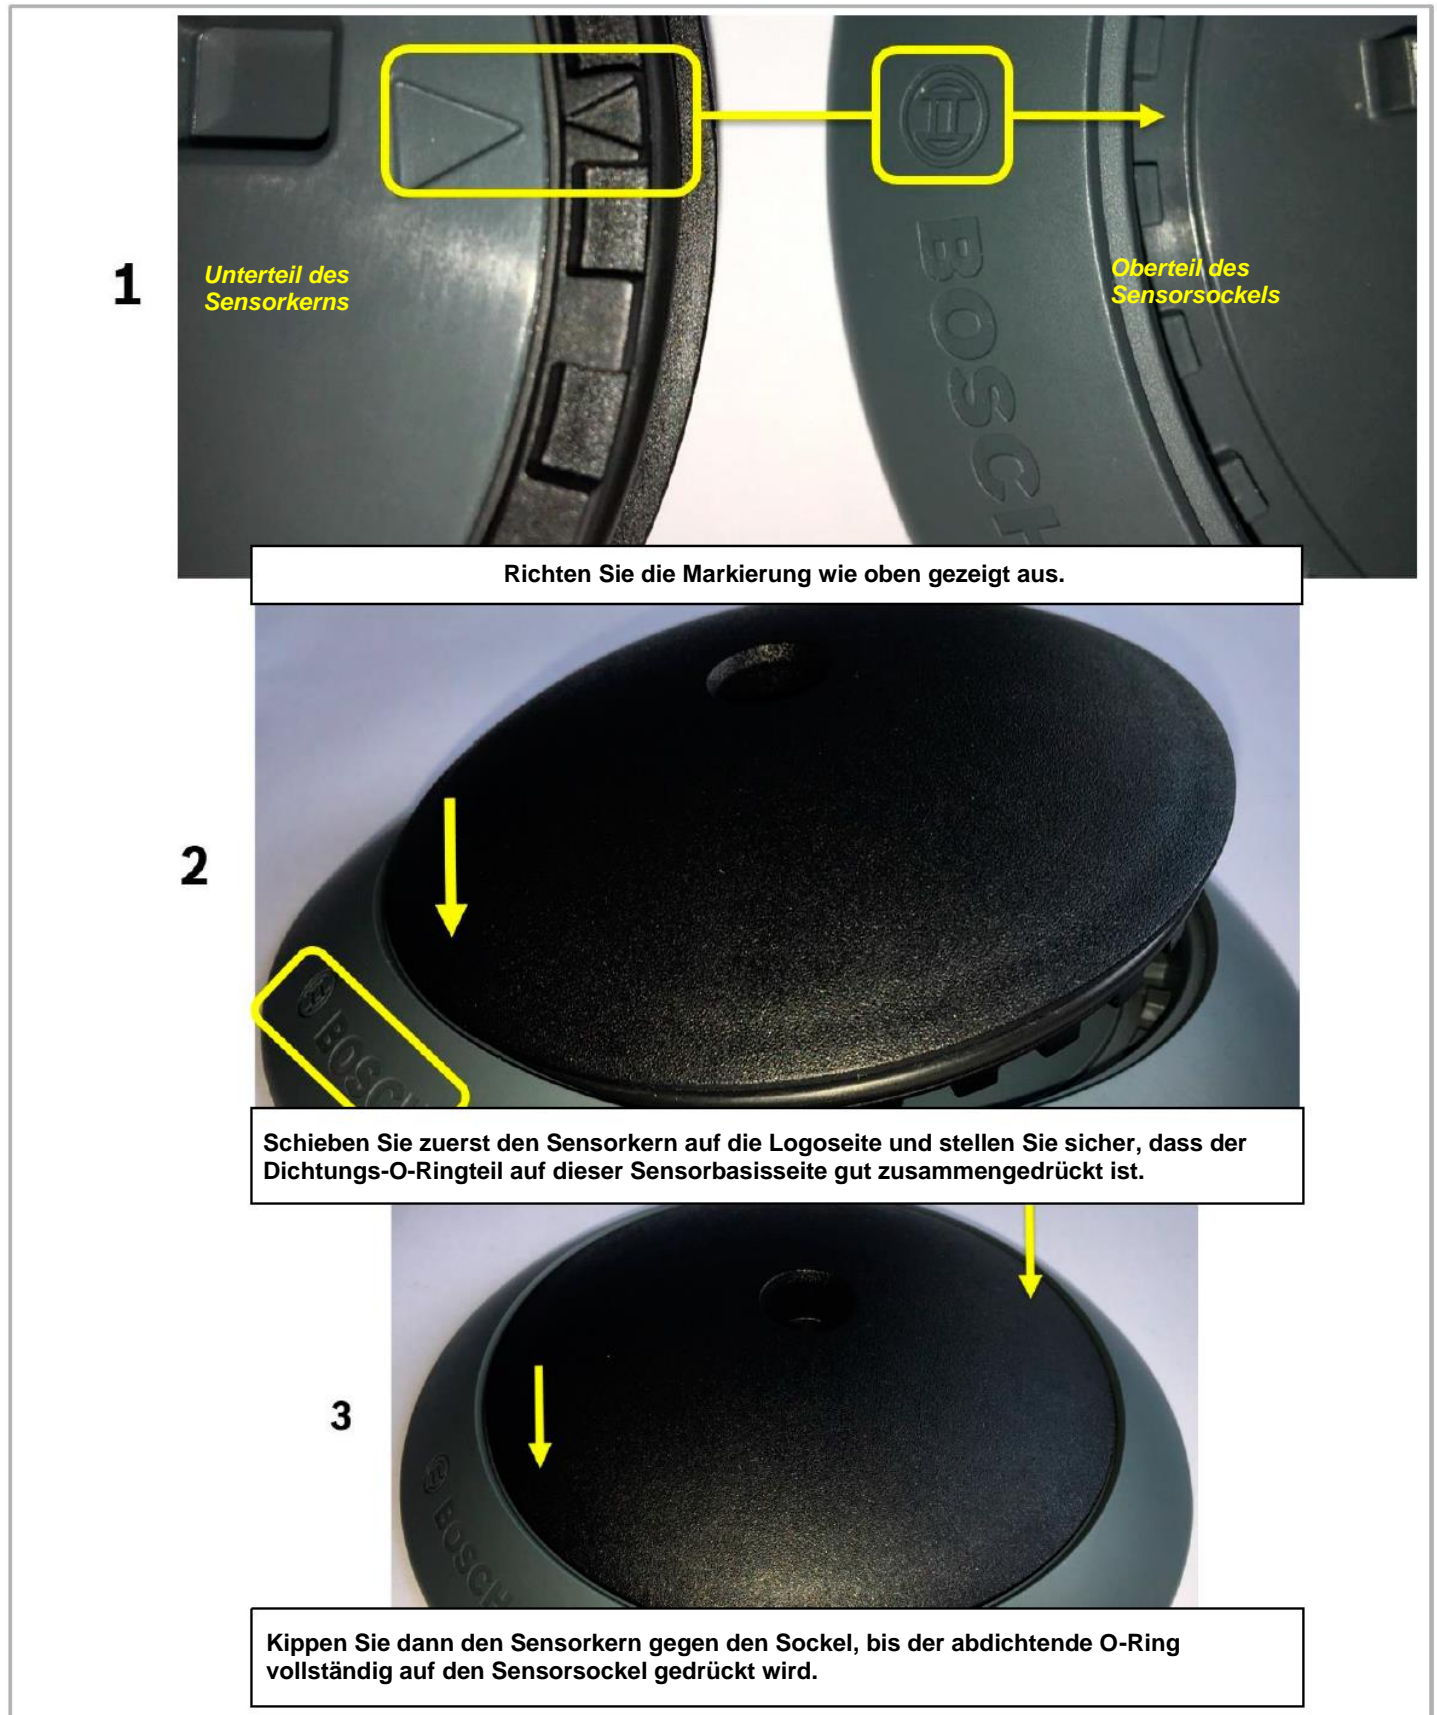 1
Unterteil des
Sensorkerns
BOSCH
Oberteil des
Sensorsockels
Richten Sie die Markierung wie oben gezeigt aus.
2
BOSCH
Schieben Sie zuerst den Sensorkern auf die Logoseite und stellen Sie sicher, dass der
Dichtungs-O-Ringteil auf dieser Sensorbasisseite gut zusammengedrückt ist.
3
BOSCH
Kippen Sie dann den Sensorkern gegen den Sockel, bis der abdichtende O-Ring
vollständig auf den Sensorsockel gedrückt wird.